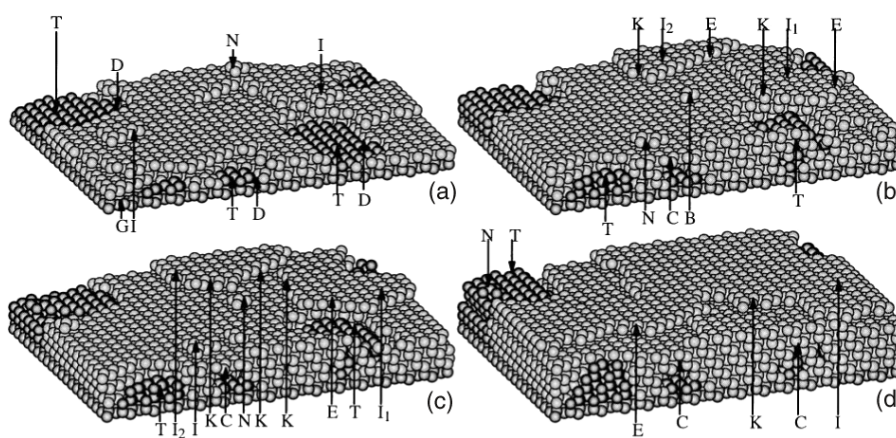 T
D
N
I
GI
T
D
T
D
(a)
K I₂ E K I₁ E
T N C B T
(b)
T I₂ I K C N K K E T I₁
(c)
N T
E C K C I
(d)